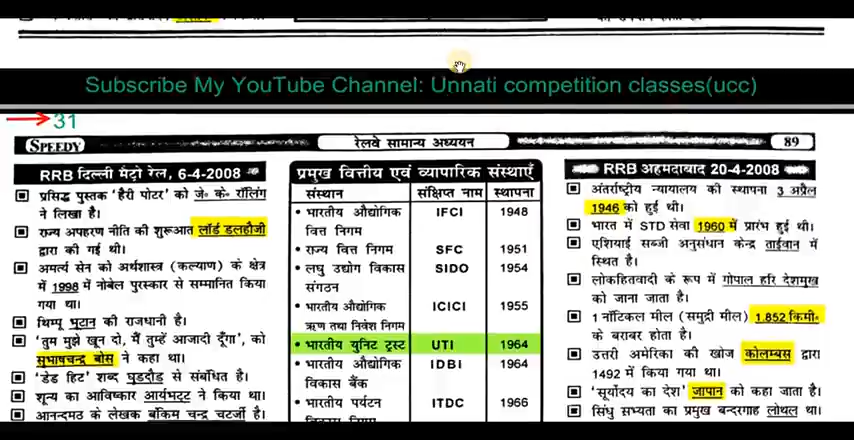 Subscribe My YouTube Channel: Unnati competition classes(ucc)
31
SPEEDY
रेलवे सामान्य अध्ययन
89
RRB दिल्ली मैट्रो रेल, 6-4-2008
प्रसिद्ध पुस्तक 'हैरी पोटर' को जे० के० रॉलिंग
ने लिखा है।
राज्य अपहरण नीति की शुरूआत लॉर्ड डलहौजी
द्वारा की गई थी।
अमर्त्य सेन को अर्थशास्त्र (कल्याण) के क्षेत्र
में 1998 में नोबेल पुरस्कार से सम्मानित किया
गया था।
थिम्पू भूटान की राजधानी है।
'तुम मुझे खून दो, मैं तुम्हें आजादी दूँगा', को
सुभाषचन्द्र बोस ने कहा था।
'डेड हिट' शब्द घुड़दौड़ से संबधित है।
शून्य का आविष्कार आर्यभट्ट ने किया था।
आनन्दमठ के लेखक बंकिम चन्द्र चटर्जी है।
प्रमुख वित्तीय एवं व्यापारिक संस्थाएँ
संस्थान संक्षिप्त नाम स्थापना
• भारतीय औद्योगिक IFCI 1948
वित्त निगम
• राज्य वित्त निगम SFC 1951
• लघु उद्योग विकास SIDO 1954
संगठन
• भारतीय औद्योगिक ICICI 1955
ऋण तथा निवेश निगम
• भारतीय युनिट ट्रस्ट UTI 1964
• भारतीय औद्योगिक IDBI 1964
विकास बैंक
• भारतीय पर्यटन ITDC 1966
RRB अहमदाबाद 20-4-2008
अंतर्राष्ट्रीय न्यायालय की स्थापना 3 अप्रैल
1946 को हुई थी।
भारत में STD सेवा 1960 में प्रारंभ हुई थी।
एशियाई सब्जी अनुसंधान केन्द्र ताईवान में
स्थित है।
लोकहितवादी के रूप में गोपाल हरि देशमुख
को जाना जाता है।
1 नॉटिकल मील (समुद्री मील) 1.852 किमी०
के बराबर होता है।
उत्तरी अमेरिका की खोज कोलम्बस द्वारा
1492 में किया गया था।
'सूर्योदय का देश' जापान को कहा जाता है।
सिंधु सभ्यता का प्रमुख बन्दरगाह लोथल था।